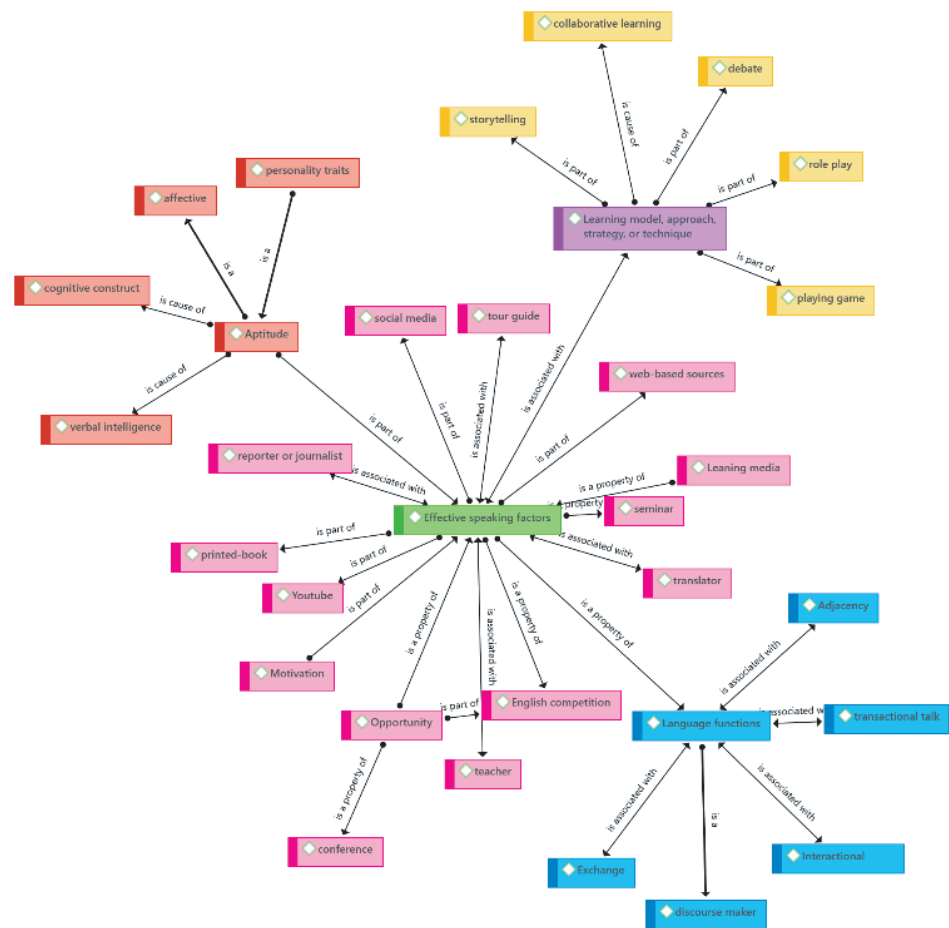 collaborative learning
debate
storytelling
is cause of
is part of
is part of
role play
is part of
personality traits
affective
Learning model, approach,
strategy, or technique
is a
is a
is part of
cognitive construct
is cause of
playing game
social media
tour guide
Aptitude
is associated with
web-based sources
is cause of
is part of
is part of
is associated with
is part of
verbal intelligence
reporter or journalist
is associated with
Leaning media
is a property of
is a property
seminar
Effective speaking factors
is part of
printed-book
is associated with
is part of
Youtube
translator
is part of
Adjacency
is a property of
is associated with
is a property of
is a property of
is associated with
Motivation
English competition
is part of
Opportunity
Language functions
is associated w
transactional talk
teacher
is a property of
is associated with
is a
is associated with
conference
Interactional
Exchange
discourse maker